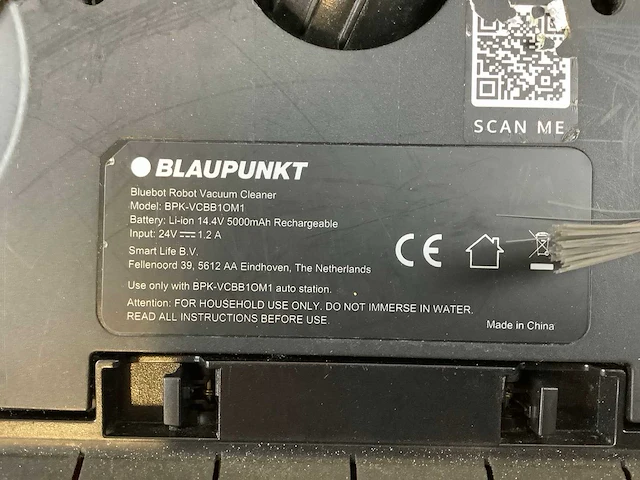 SCAN ME
BLAUPUNKT
Bluebot Robot Vacuum Cleaner
Model: BPK-VCBB1OM1
Battery: Li-ion 14.4V 5000mAh Rechargeable
Input: 24V 1.2 A
Smart Life B.V.
Fellenoord 39, 5612 AA Eindhoven, The Netherlands
CE
Use only with BPK-VCBB1OM1 auto station.
Attention: FOR HOUSEHOLD USE ONLY. DO NOT IMMERSE IN WATER.
READ ALL INSTRUCTIONS BEFORE USE.
Made in China